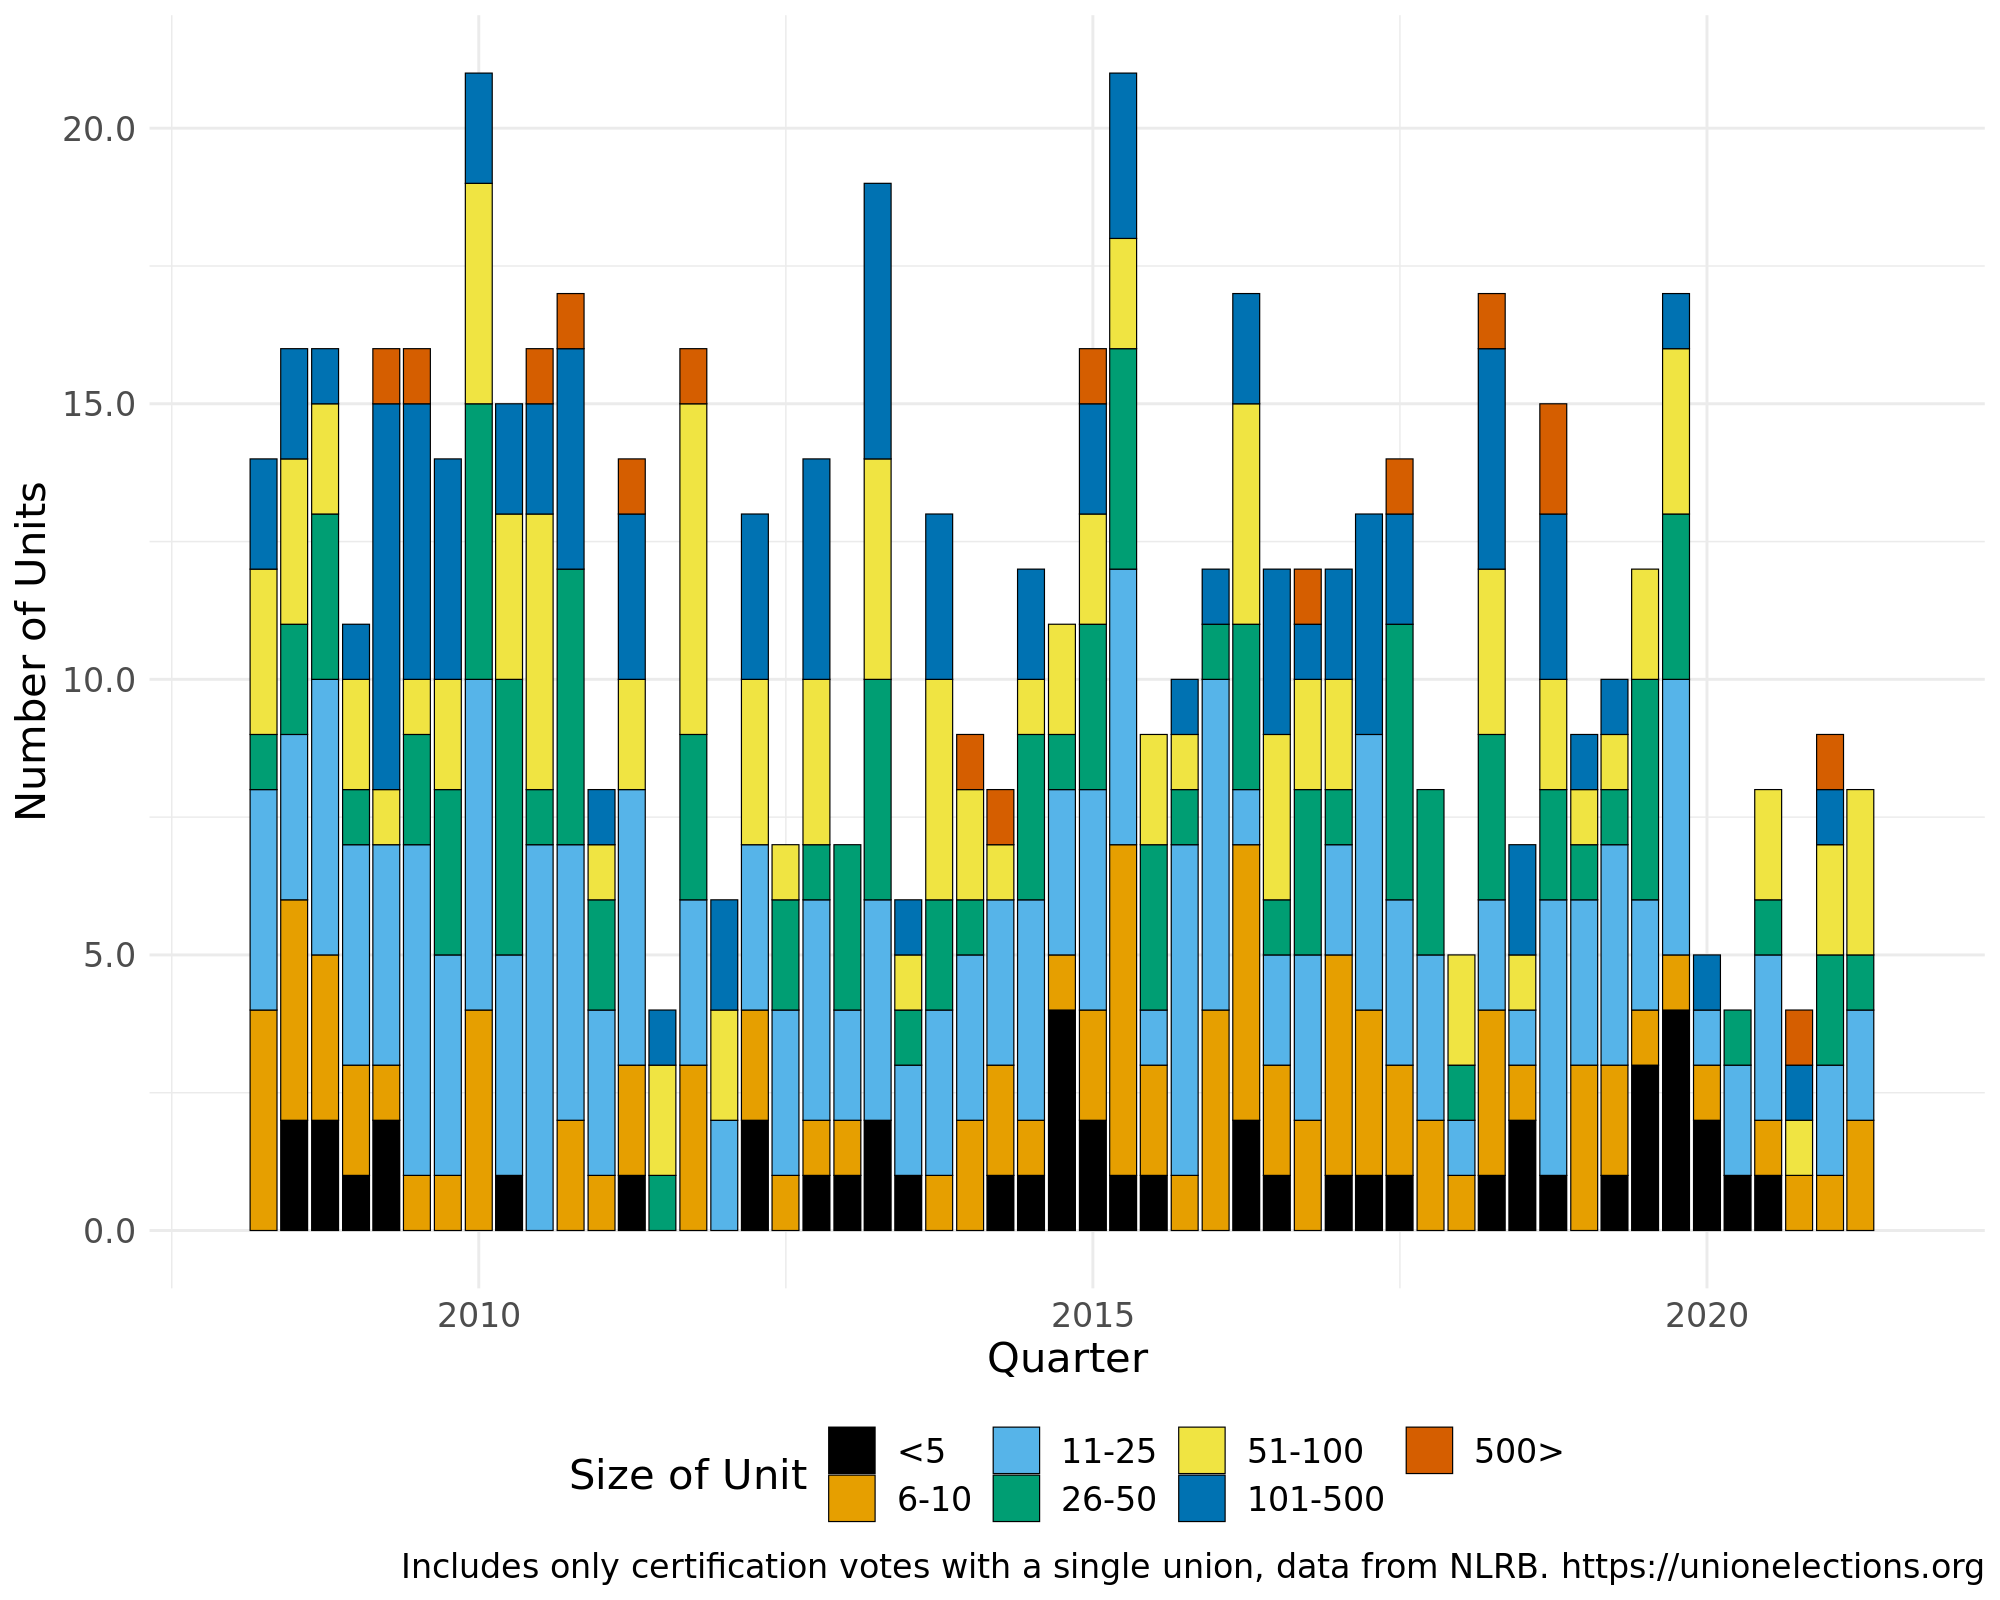 Number of Units
20.0
15.0
10.0
5.0
0.0
2010 2015 2020
Quarter
Size of Unit
<5 11-25 51-100 500>
6-10 26-50 101-500
Includes only certification votes with a single union, data from NLRB. https://unionelections.org